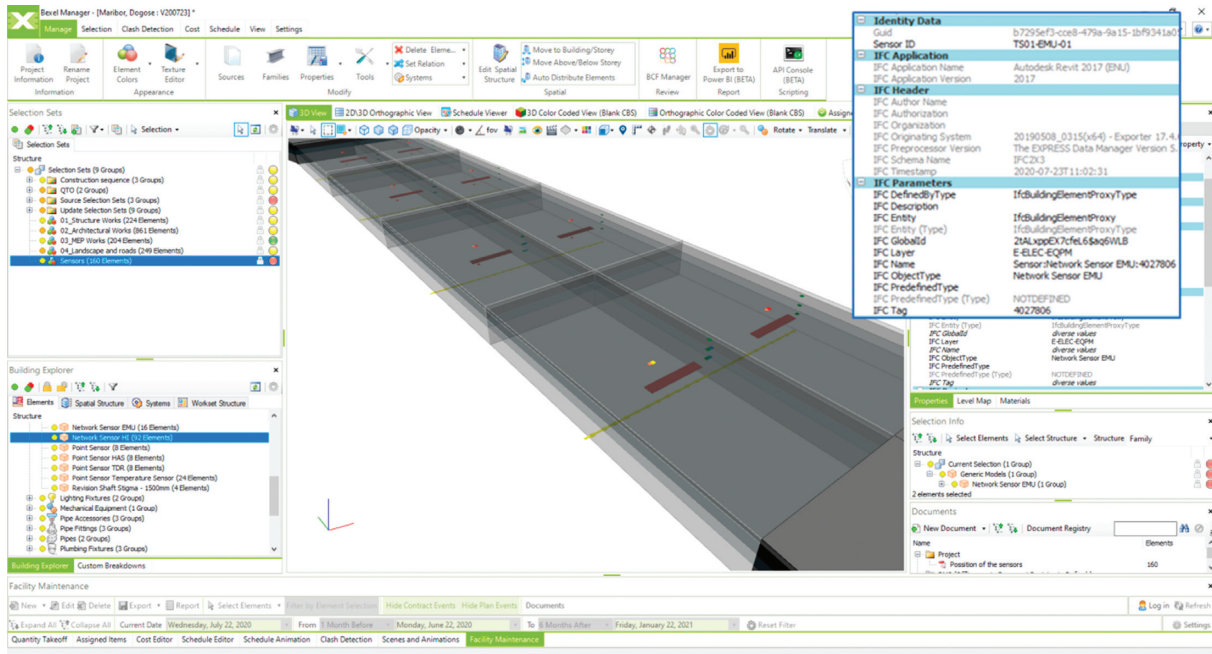 Bexel Manager - [Maribor, Dogose : V200723] *
Manage Selection Clash Detection Cost Schedule View Settings
Project Information
Rename Project
Element Colors
Texture Editor
Sources
Families
Properties
Tools
Delete Eleme...
Set Relation
Systems
Edit Spatial Structure
Move to Building/Storey
Move Above/Below Storey
Auto Distribute Elements
BCF Manager
Export to Power BI (BETA)
API Console (BETA)
Information Appearance Modify Spatial Review Report Scripting
Selection Sets
3D View 2D\3D Orthographic View Schedule Viewer 3D Color Coded View (Blank CBS) Orthographic Color Coded View (Blank CBS) Assign
Selection
Opacity
fov
Rotate Translate
Selection Sets
Structure
Selection Sets (9 Groups)
Construction sequence (3 Groups)
QTO (2 Groups)
Source Selection Sets (3 Groups)
Update Selection Sets (9 Groups)
01_Structure Works (224 Elements)
02_Architectural Works (861 Elements)
03_MEP Works (204 Elements)
04_Landscape and roads (249 Elements)
Sensors (160 Elements)
Building Explorer
Elements Spatial Structure Systems Workset Structure
Structure
Network Sensor EMU (16 Elements)
Network Sensor HI (92 Elements)
Point Sensor (8 Elements)
Point Sensor HAS (8 Elements)
Point Sensor TDR (8 Elements)
Point Sensor Temperature Sensor (24 Elements)
Revision Shaft Stigma - 1500mm (4 Elements)
Lighting Fixtures (2 Groups)
Mechanical Equipment (1 Group)
Pipe Accessories (3 Groups)
Pipe Fittings (3 Groups)
Pipes (2 Groups)
Plumbing Fixtures (3 Groups)
Building Explorer Custom Breakdowns
Identity Data
Guid b7295ef3-cce8-479a-9a15-1bf9341a0
Sensor ID TS01-EMU-01
IFC Application
IFC Application Name Autodesk Revit 2017 (ENU)
IFC Application Version 2017
IFC Header
IFC Author Name
IFC Authorization
IFC Organization
IFC Originating System 20190508_0315(x64) - Exporter 17.4.
IFC Preprocessor Version The EXPRESS Data Manager Version 5.
IFC Schema Name IFC2X3
IFC Timestamp 2020-07-23T11:02:31
IFC Parameters
IFC DefinedByType IfcBuildingElementProxyType
IFC Description
IFC Entity IfcBuildingElementProxy
IFC Entity (Type) IfcBuildingElementProxyType
IFC GlobalId 2tALxppEX7cfeL6$aq6WLB
IFC Layer E-ELEC-EQPM
IFC Name Sensor:Network Sensor EMU:4027806
IFC ObjectType Network Sensor EMU
IFC PredefinedType
IFC PredefinedType (Type) NOTDEFINED
IFC Tag 4027806
operty
IFC Entity (Type) IfcBuildingElementProxyType
IFC GlobalId diverse values
IFC Layer E-ELEC-EQPM
IFC Name diverse values
IFC ObjectType Network Sensor EMU
IFC PredefinedType
IFC PredefinedType (Type) NOTDEFINED
IFC Tag diverse values
Properties Level Map Materials
Selection Info
Select Elements Select Structure Structure Family
Structure
Current Selection (1 Group)
Generic Models (1 Group)
Network Sensor EMU (1 Group)
2 elements selected
Documents
New Document Document Registry
Name Elements
Project
Possition of the sensors 160
Facility Maintenance
New Edit Delete Export Report Select Elements Filter by Element Selection Hide Contract Events Hide Plan Events Documents Log in Refresh
Expand All Collapse All Current Date Wednesday, July 22, 2020 From 1 Month Before Monday, June 22, 2020 To 6 Months After Friday, January 22, 2021 Reset Filter Settings
Quantity Takeoff Assigned Items Cost Editor Schedule Editor Schedule Animation Clash Detection Scenes and Animations Facility Maintenance